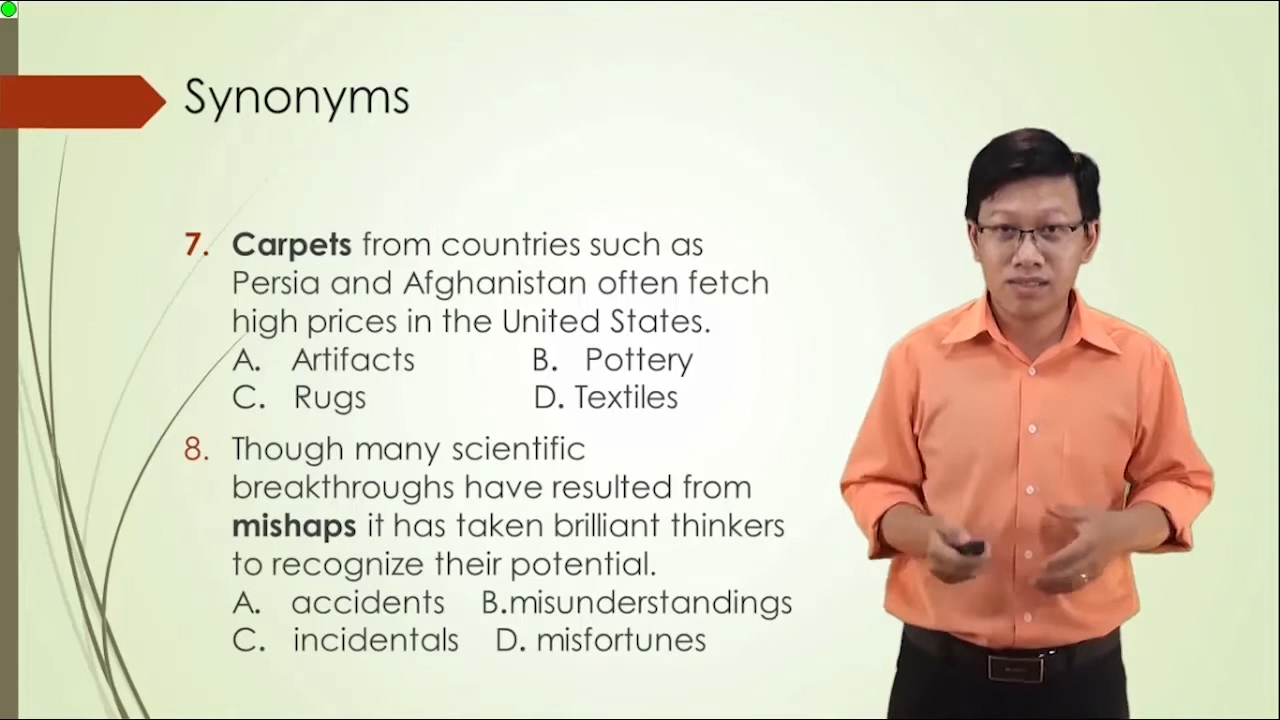 Synonyms
7. Carpets from countries such as
Persia and Afghanistan often fetch
high prices in the United States.
A. Artifacts B. Pottery
C. Rugs D. Textiles
8. Though many scientific
breakthroughs have resulted from
mishaps it has taken brilliant thinkers
to recognize their potential.
A. accidents B.misunderstandings
C. incidentals D. misfortunes